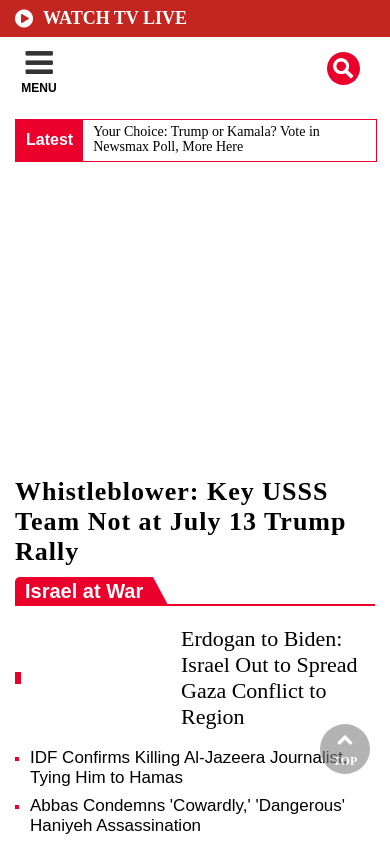 WATCH TV LIVE
MENU
Latest
Your Choice: Trump or Kamala? Vote in
Newsmax Poll, More Here
Whistleblower: Key USSS
Team Not at July 13 Trump
Rally
Israel at War
Erdogan to Biden:
Israel Out to Spread
Gaza Conflict to
Region
IDF Confirms Killing Al-Jazeera Journalist,
Tying Him to Hamas
TOP
Abbas Condemns 'Cowardly,' 'Dangerous'
Haniyeh Assassination